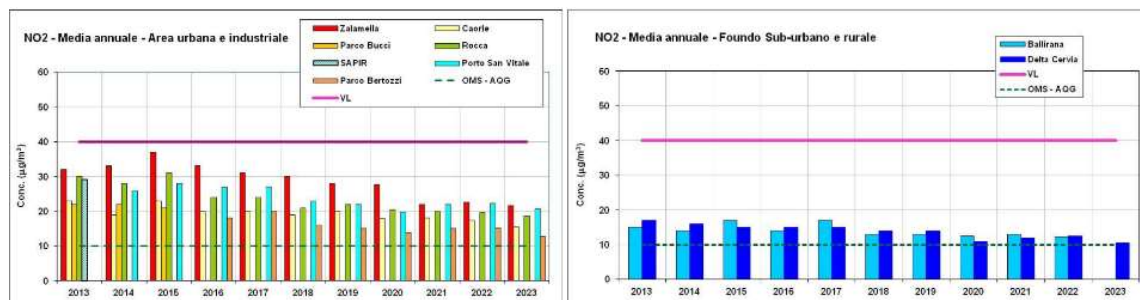 NO2 - Media annuale - Area urbana e industriale
Zalamella
Caorle
Parco Bucci
Rocca
SAPIR
Porto San Vitale
Parco Bertozzi
OMS - AQG
VL
Conc. (µg/m³)
60
50
40
30
20
10
0
2013 2014 2015 2016 2017 2018 2019 2020 2021 2022 2023
NO2 - Media annuale - Foundo Sub-urbano e rurale
Ballirana
Delta Cervia
VL
OMS - AQG
Conc. (µg/m³)
60
50
40
30
20
10
0
2013 2014 2015 2016 2017 2018 2019 2020 2021 2022 2023